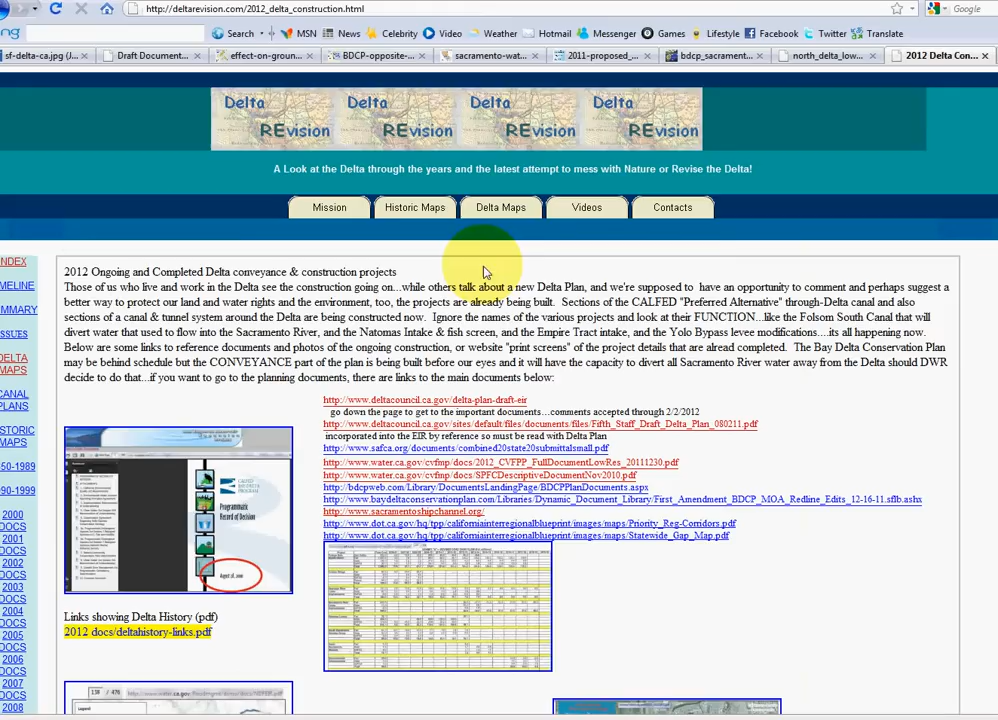 http://deltarevision.com/2012_delta_construction.html
Google
Search
MSN
News
Celebrity
Video
Weather
Hotmail
Messenger
Games
Lifestyle
Facebook
Twitter
Translate
sf-delta-ca.jpg (J...
Draft Document...
effect-on-groun...
BDCP-opposite-...
sacramento-wat...
2011-proposed_...
bdcp_sacrament...
north_delta_low...
2012 Delta Con...
Delta REvision
Delta REvision
Delta REvision
Delta REvision
A Look at the Delta through the years and the latest attempt to mess with Nature or Revise the Delta!
Mission
Historic Maps
Delta Maps
Videos
Contacts
INDEX
ISSUES
DELTA
MAPS
CANAL
PLANS
MAPS
2000
DOCS
2001
DOCS
2002
DOCS
2003
DOCS
2004
DOCS
2005
DOCS
2006
DOCS
2007
DOCS
2008
2012 Ongoing and Completed Delta conveyance & construction projects
Those of us who live and work in the Delta see the construction going on...while others talk about a new Delta Plan, and we're supposed to have an opportunity to comment and perhaps suggest a
better way to protect our land and water rights and the environment, too, the projects are already being built. Sections of the CALFED "Preferred Alternative" through-Delta canal and also
sections of a canal & tunnel system around the Delta are being constructed now. Ignore the names of the various projects and look at their FUNCTION...like the Folsom South Canal that will
divert water that used to flow into the Sacramento River, and the Natomas Intake & fish screen, and the Empire Tract intake, and the Yolo Bypass levee modifications....its all happening now.
Below are some links to reference documents and photos of the ongoing construction, or website "print screens" of the project details that are alread completed. The Bay Delta Conservation Plan
may be behind schedule but the CONVEYANCE part of the plan is being built before our eyes and it will have the capacity to divert all Sacramento River water away from the Delta should DWR
decide to do that...if you want to go to the planning documents, there are links to the main documents below:
http://www.deltacouncil.ca.gov/delta-plan-draft-eir
go down the page to get to the important documents...comments accepted through 2/2/2012
http://www.deltacouncil.ca.gov/sites/default/files/documents/files/Fifth_Staff_Draft_Delta_Plan_080211.pdf
incorporated into the EIR by reference so must be read with Delta Plan
http://www.safca.org/documents/combined20state20submittalsmall.pdf
http://www.water.ca.gov/cvfmp/docs/2012_CVFPP_FullDocumentLowRes_20111230.pdf
http://www.water.ca.gov/cvfmp/docs/SPFCDescriptiveDocumentNov2010.pdf
http://bdcpweb.com/Library/DocumentsLandingPage/BDCPPlanDocuments.aspx
http://www.baydeltaconservationplan.com/Libraries/Dynamic_Document_Library/First_Amendment_BDCP_MOA_Redline_Edits_12-16-11.sflb.ashx
http://www.sacramentoshipchannel.org/
http://www.dot.ca.gov/hq/tpp/californiainterregionalblueprint/images/maps/Priority_Reg-Corridors.pdf
http://www.dot.ca.gov/hq/tpp/californiainterregionalblueprint/images/maps/Statewide_Gap_Map.pdf
Programmatic
Record of Decision
Links showing Delta History (pdf)
2012 docs/deltahistory-links.pdf
Legend